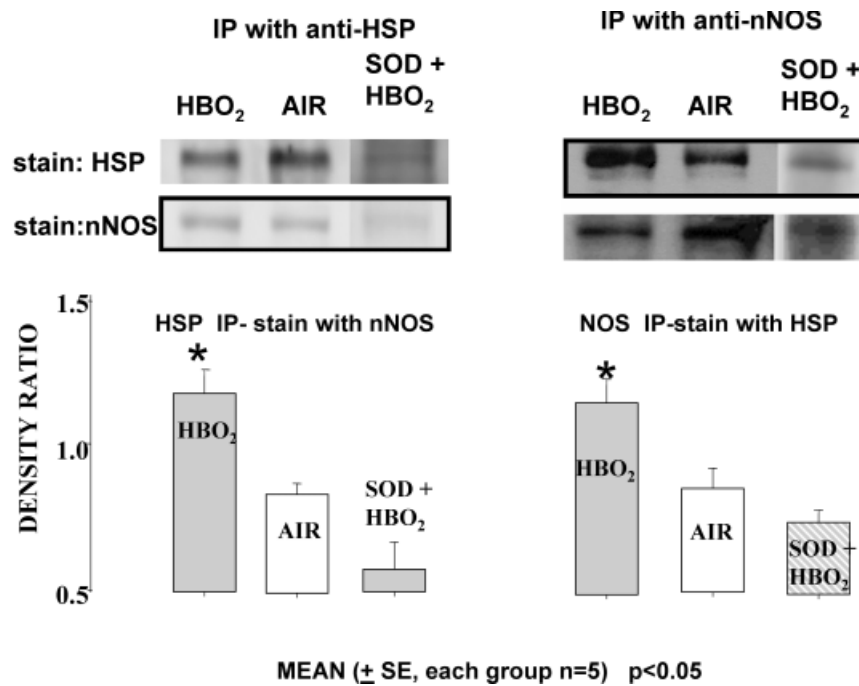 IP with anti-HSP
HBO₂ AIR SOD +
HBO₂
IP with anti-nNOS
HBO₂ AIR SOD +
HBO₂
stain: HSP
stain:nNOS
DENSITY RATIO
1.5
1.0
0.5
HSP IP- stain with nNOS
*
HBO₂
AIR
SOD +
HBO₂
NOS IP-stain with HSP
*
HBO₂
AIR
SOD +
HBO₂
MEAN (± SE, each group n=5) p<0.05